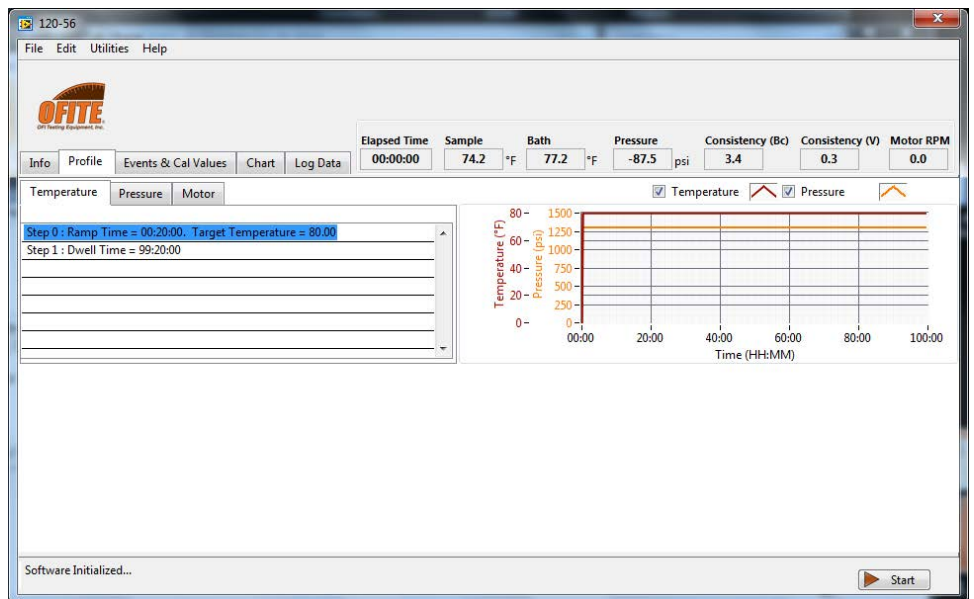 120-56
File Edit Utilities Help
OFITE
OFI Testing Equipment, Inc.
Elapsed Time Sample Bath Pressure Consistency (Bc) Consistency (V) Motor RPM
00:00:00 74.2 °F 77.2 °F -87.5 psi 3.4 0.3 0.0
Info Profile Events & Cal Values Chart Log Data
Temperature Pressure Motor
Temperature Pressure
Step 0 : Ramp Time = 00:20:00. Target Temperature = 80.00
Step 1 : Dwell Time = 99:20:00
Temperature (°F)
80
60
40
20
0
Pressure (psi)
1500
1250
1000
750
500
250
0
00:00 20:00 40:00 60:00 80:00 100:00
Time (HH:MM)
Software Initialized...
Start